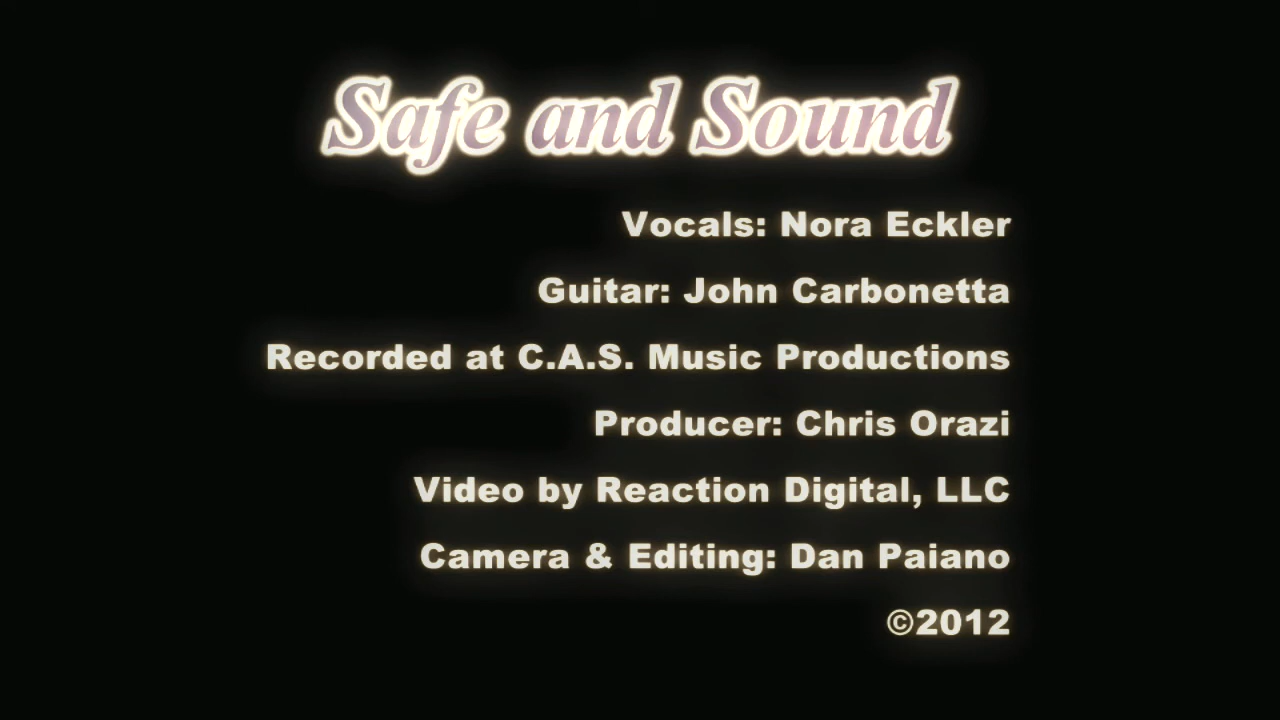 Safe and Sound
Vocals: Nora Eckler
Guitar: John Carbonetta
Recorded at C.A.S. Music Productions
Producer: Chris Orazi
Video by Reaction Digital, LLC
Camera & Editing: Dan Paiano
©2012